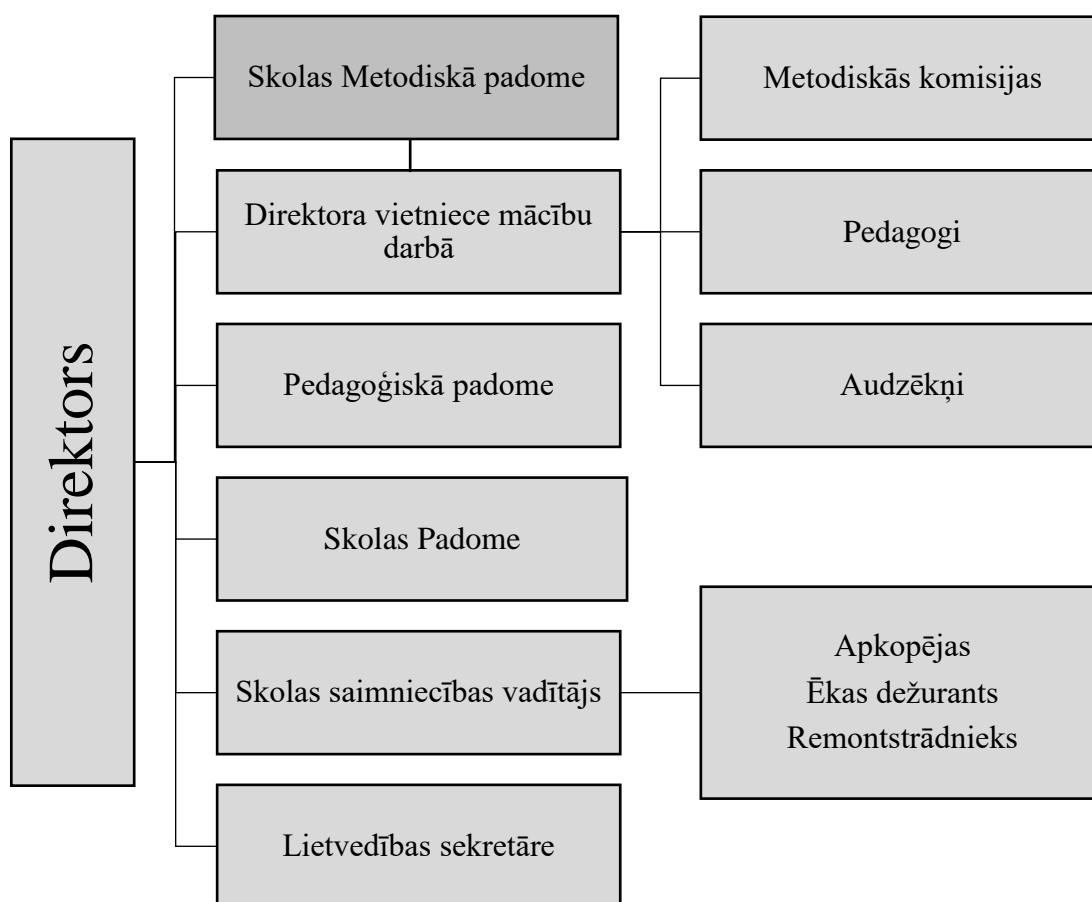 Direktors
Skolas Metodiskā padome
Direktora vietniece mācību
darbā
Pedagoģiskā padome
Skolas Padome
Skolas saimniecības vadītājs
Lietvedības sekretāre
Metodiskās komisijas
Pedagogi
Audzēkņi
Apkopējas
Ēkas dežurants
Remontstrādnieks